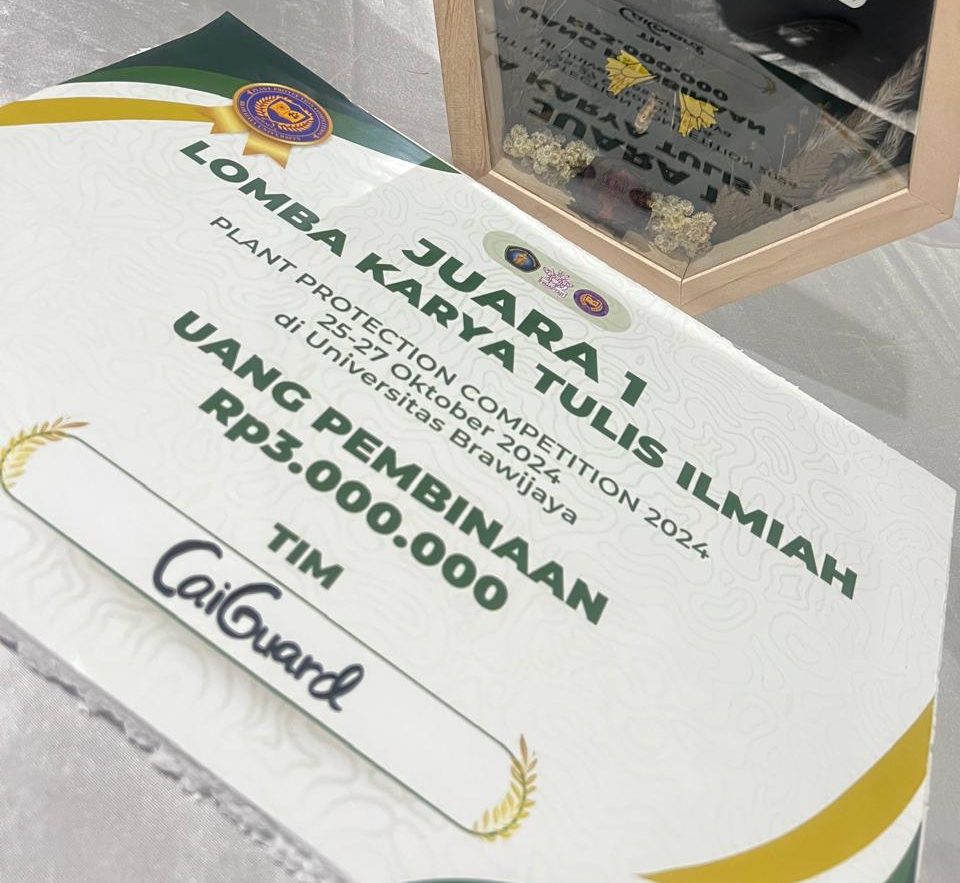 JUARA 1
LOMBA KARYA TULIS ILMIAH
PLANT PROTECTION COMPETITION 2024
25-27 Oktober 2024
di Universitas Brawijaya
UANG PEMBINAAN
Rp3.000.000
TIM
CaiGuard